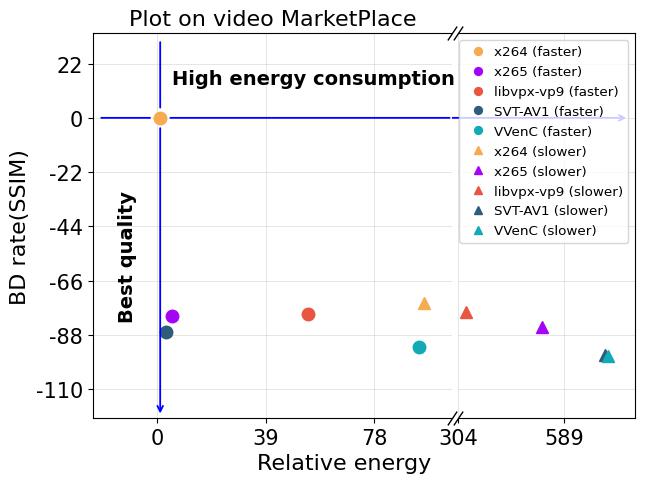 Plot on video MarketPlace
x264 (faster)
x265 (faster)
libvpx-vp9 (faster)
SVT-AV1 (faster)
VVenC (faster)
x264 (slower)
x265 (slower)
libvpx-vp9 (slower)
SVT-AV1 (slower)
VVenC (slower)
High energy consumption
Best quality
BD rate(SSIM)
22
0
-22
-44
-66
-88
-110
0 39 78 304 589
Relative energy